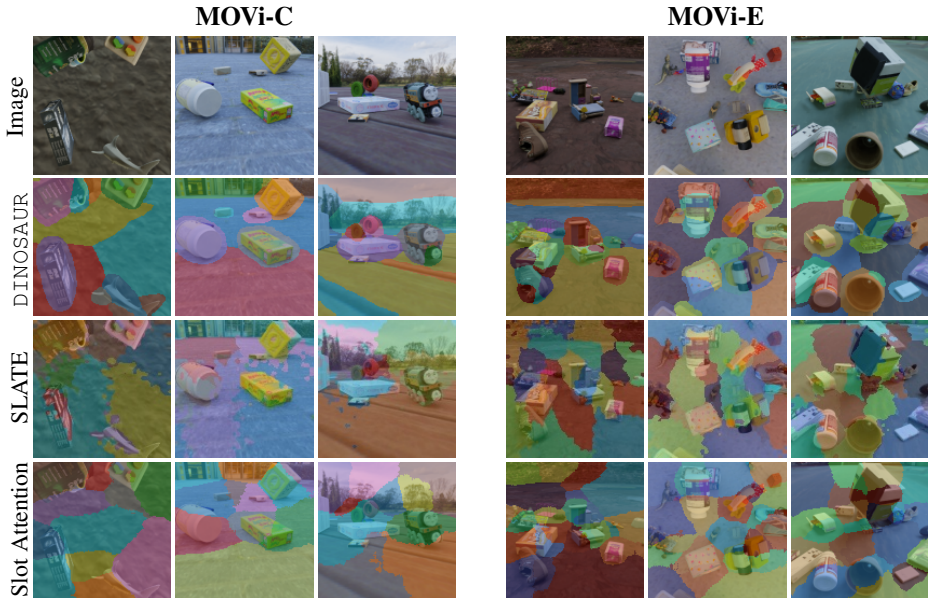 MOVi-C
MOVi-E
Image
DINOSAUR
SLATE
Slot Attention